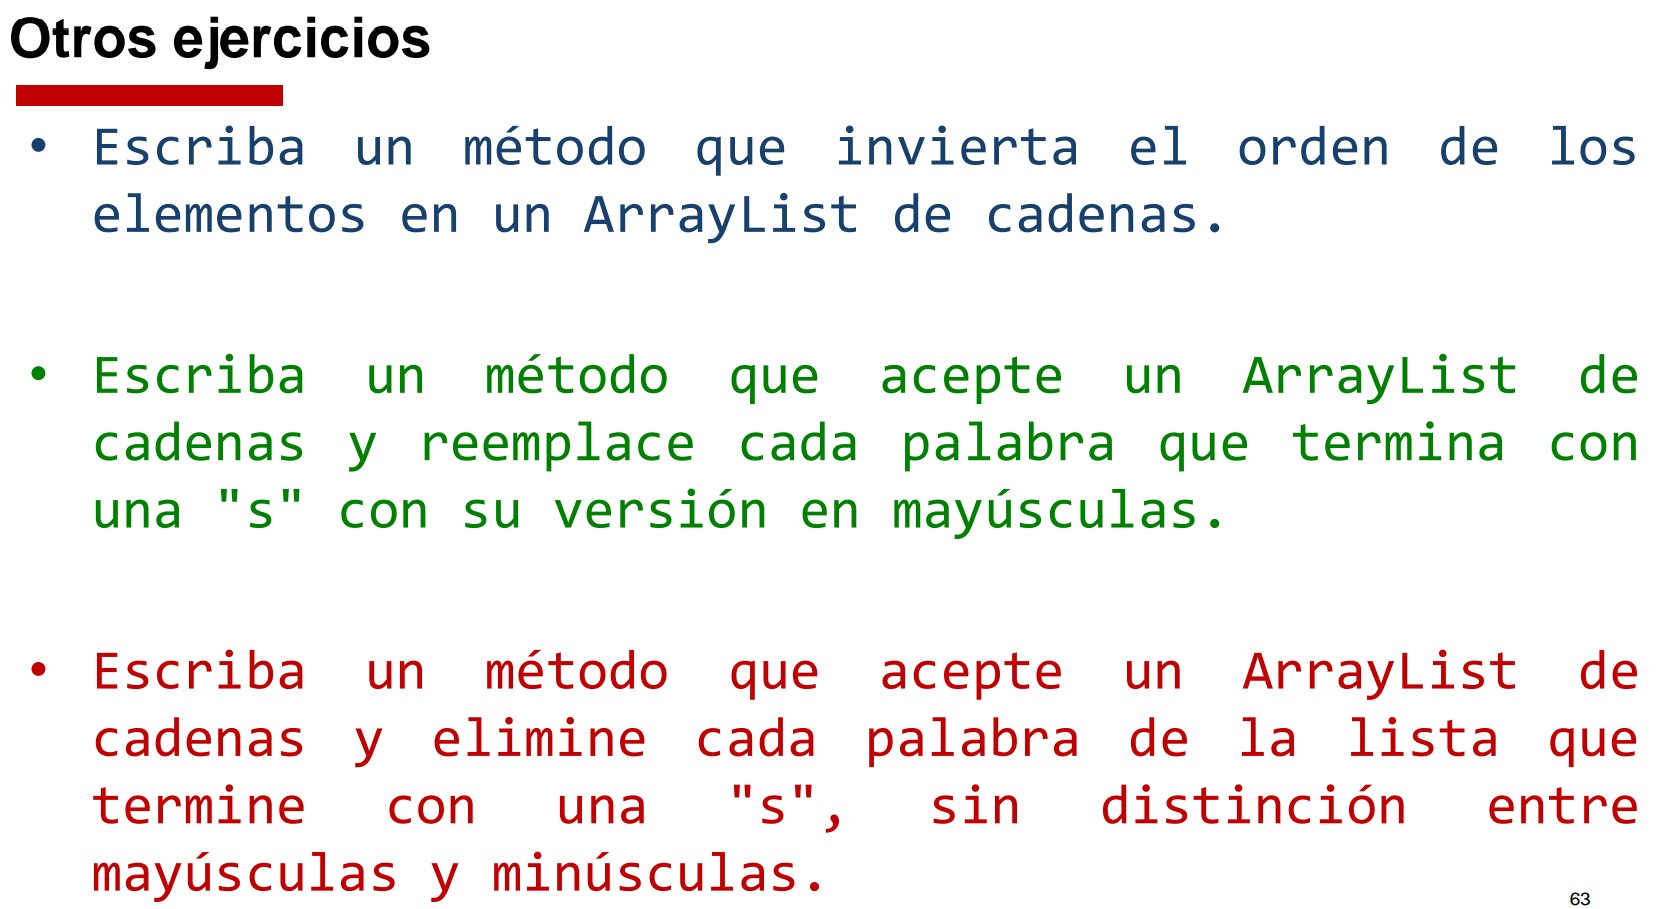 Otros ejercicios
• Escriba un método que invierta el orden de los
elementos en un ArrayList de cadenas.
• Escriba un método que acepte un ArrayList de
cadenas y reemplace cada palabra que termina con
una "s" con su versión en mayúsculas.
• Escriba un método que acepte un ArrayList de
cadenas y elimine cada palabra de la lista que
termine con una "s", sin distinción entre
mayúsculas y minúsculas.
63